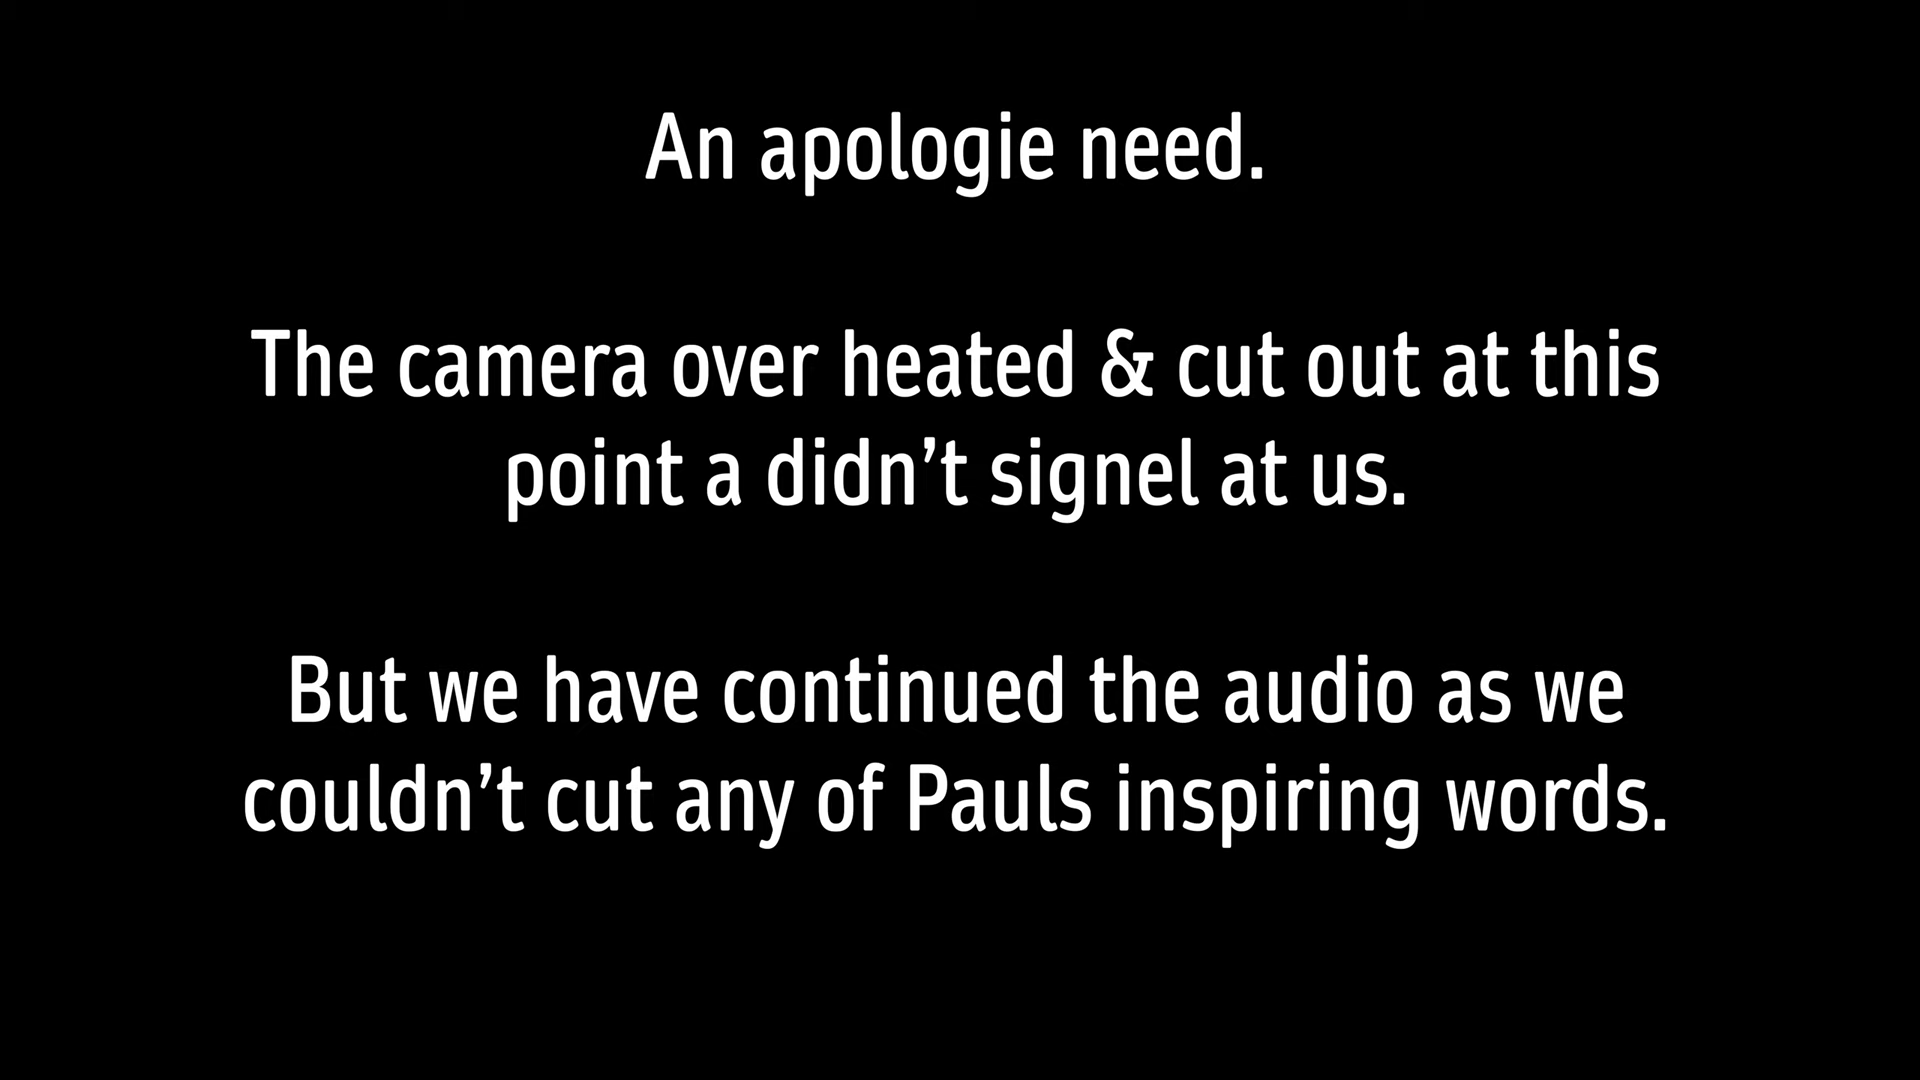 An apologie need.
The camera over heated & cut out at this
point a didn’t signel at us.
But we have continued the audio as we
couldn’t cut any of Pauls inspiring words.